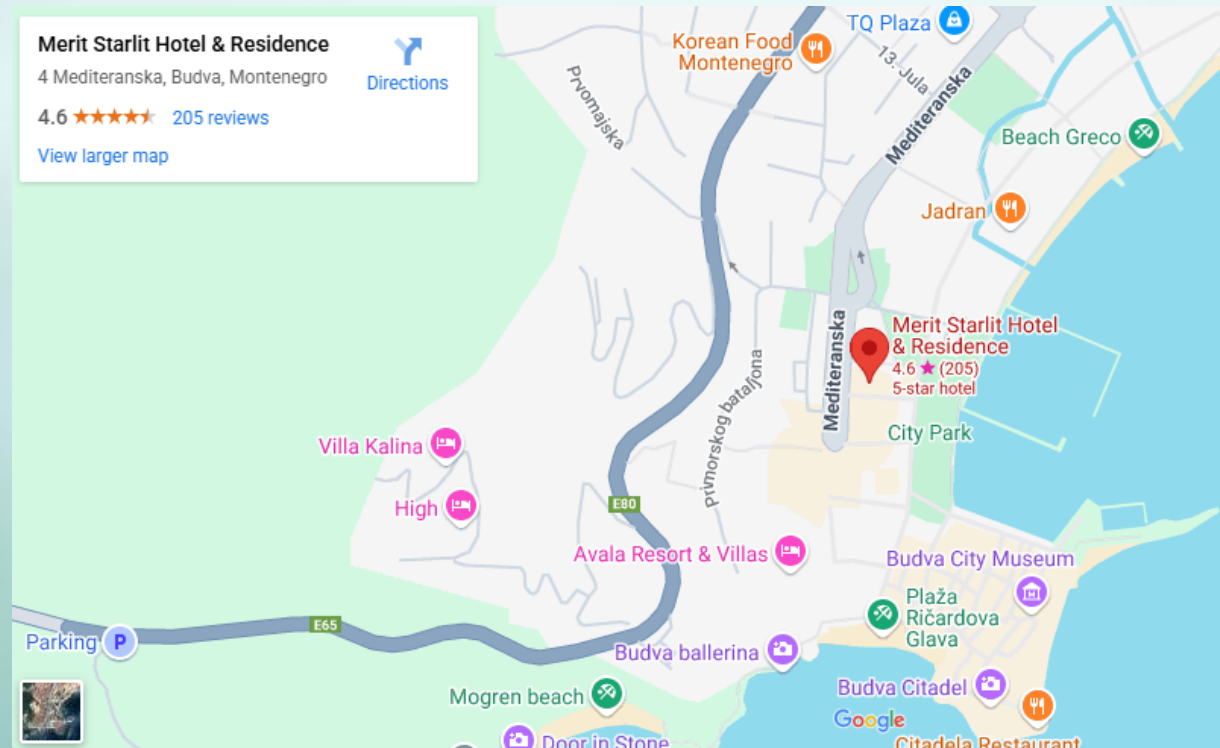 Merit Starlit Hotel & Residence
4 Mediteranska, Budva, Montenegro
4.6
205 reviews
View larger map
Directions
TQ Plaza
Korean Food
Montenegro
13. Jula
Prvomajska
Mediteranska
Beach Greco
Jadran
Merit Starlit Hotel
& Residence
4.6 ★ (205)
5-star hotel
Mediteranska
Primorskog bataljona
City Park
Villa Kalina
High
E80
Avala Resort & Villas
Budva City Museum
Plaža
Ričardova
Glava
E65
Parking P
Budva ballerina
Mogren beach
Budva Citadel
Google
Door in Stone
Citadela Restaurant